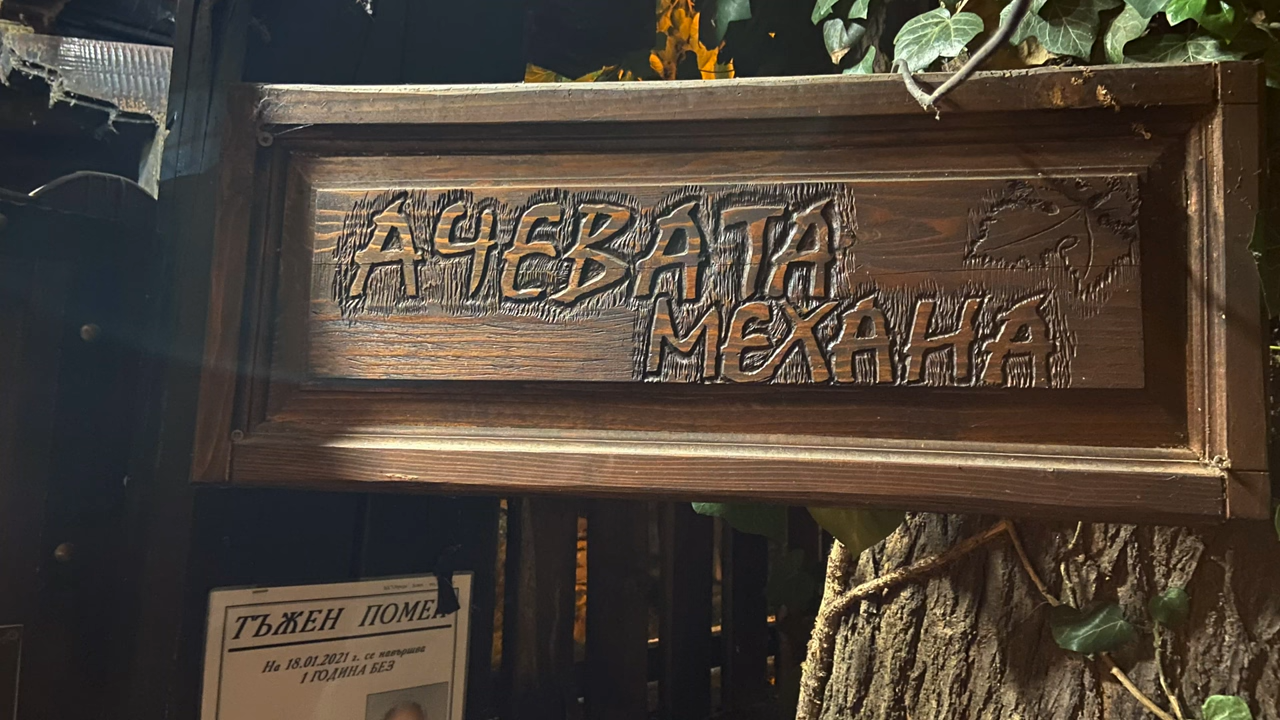 АЧЕВАТА
МЕХАНА
ТЪЖЕН ПОМЕН
На 18.01.2021 г. се навършва
1 ГОДИНА БЕЗ